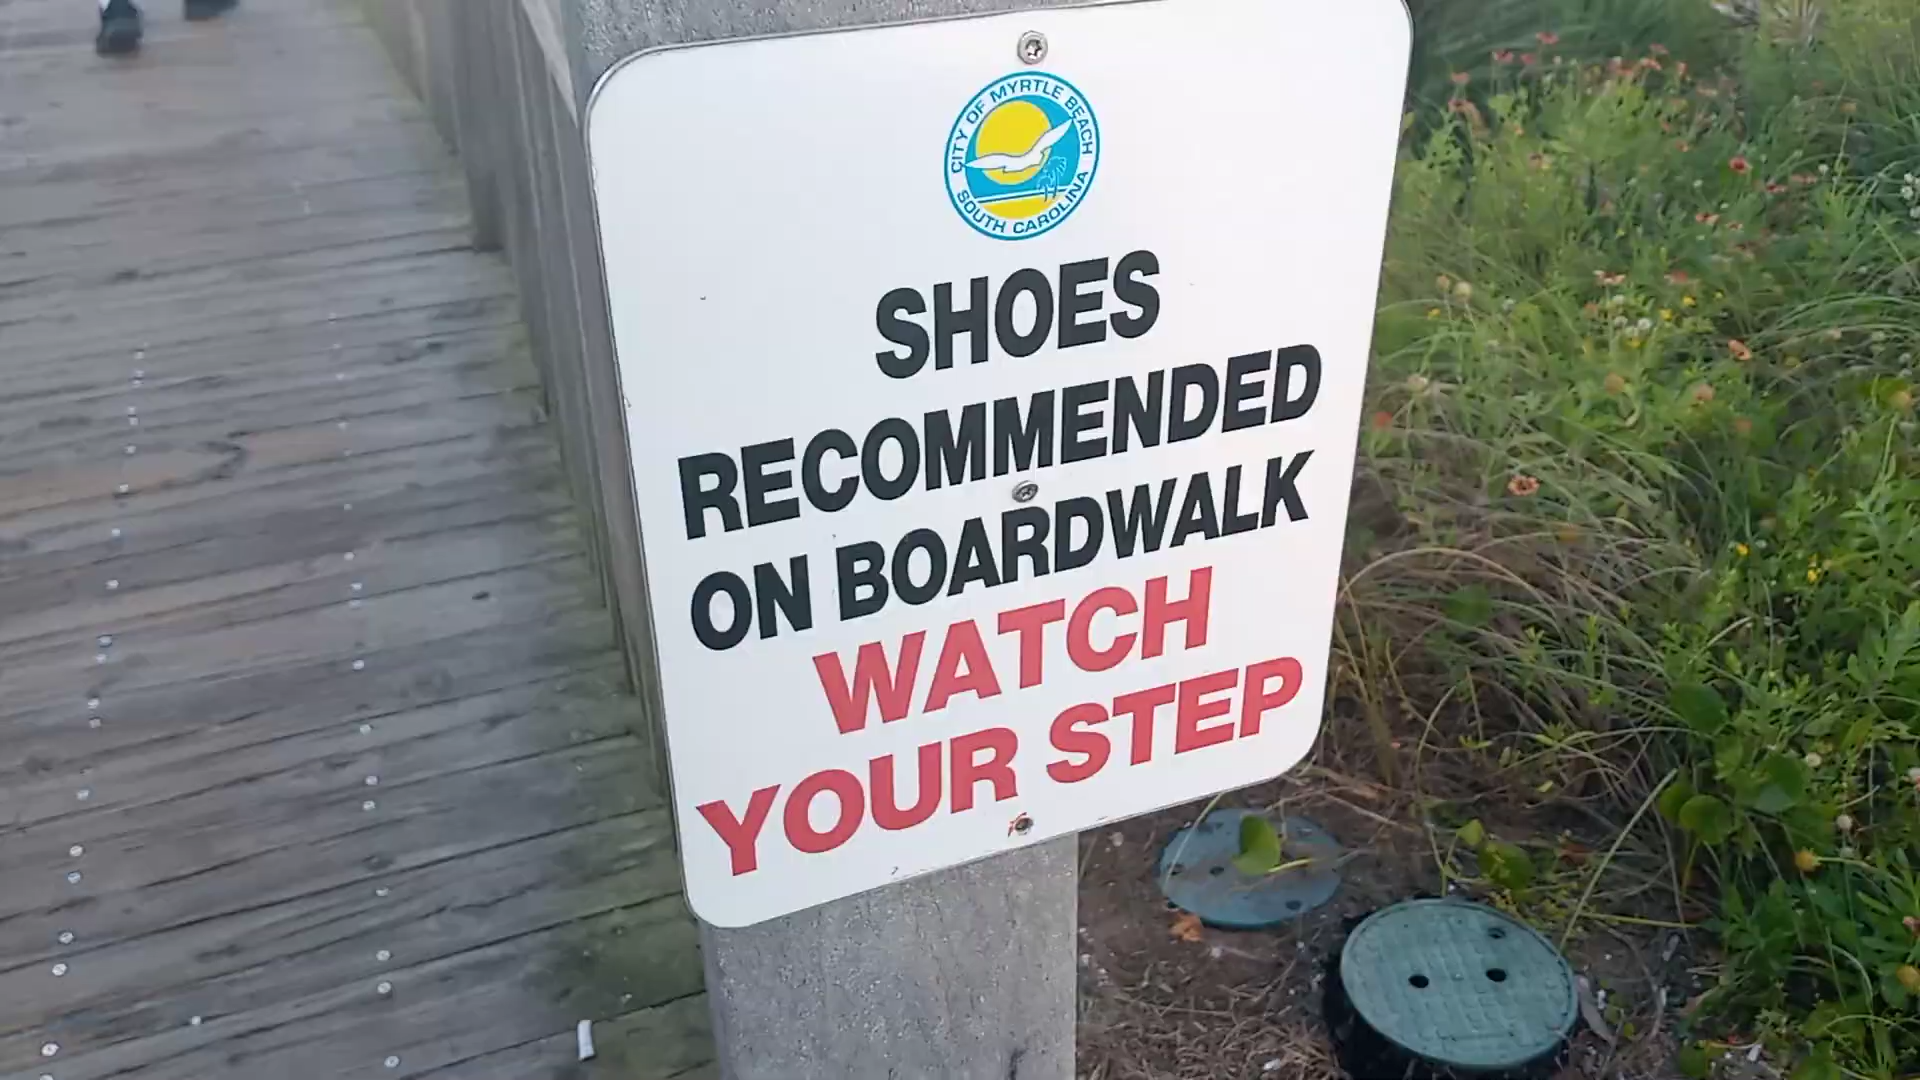 CITY OF MYRTLE BEACH
SOUTH CAROLINA
SHOES
RECOMMENDED
ON BOARDWALK
WATCH
YOUR STEP